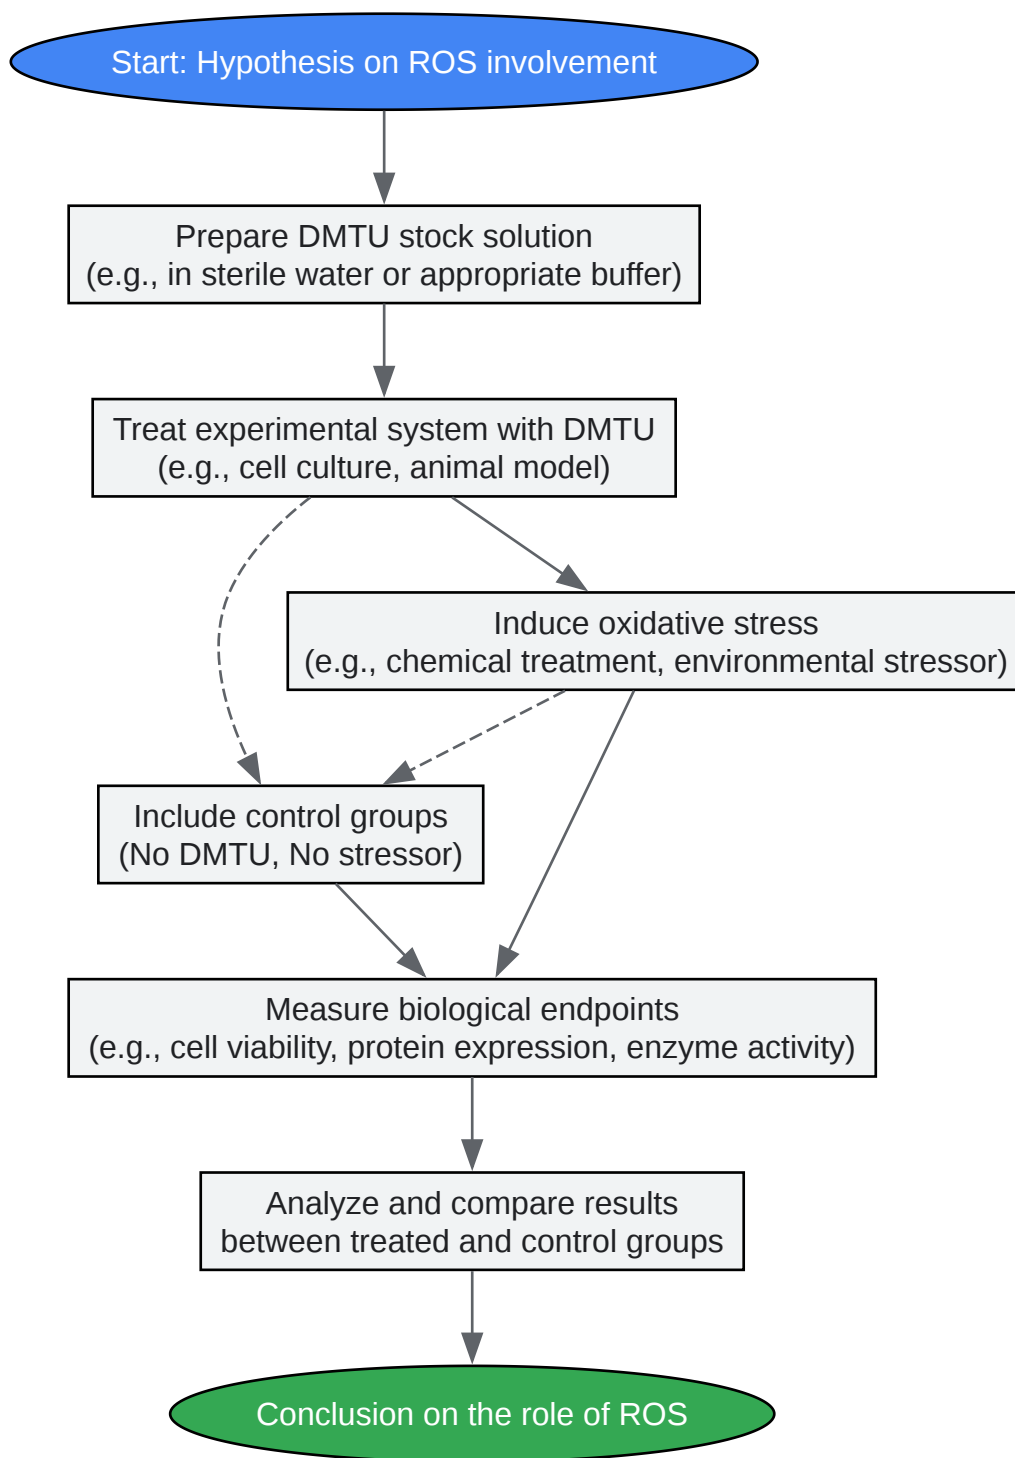 Start: Hypothesis on ROS involvement
Prepare DMTU stock solution
(e.g., in sterile water or appropriate buffer)
Treat experimental system with DMTU
(e.g., cell culture, animal model)
Induce oxidative stress
(e.g., chemical treatment, environmental stressor)
Include control groups
(No DMTU, No stressor)
Measure biological endpoints
(e.g., cell viability, protein expression, enzyme activity)
Analyze and compare results
between treated and control groups
Conclusion on the role of ROS